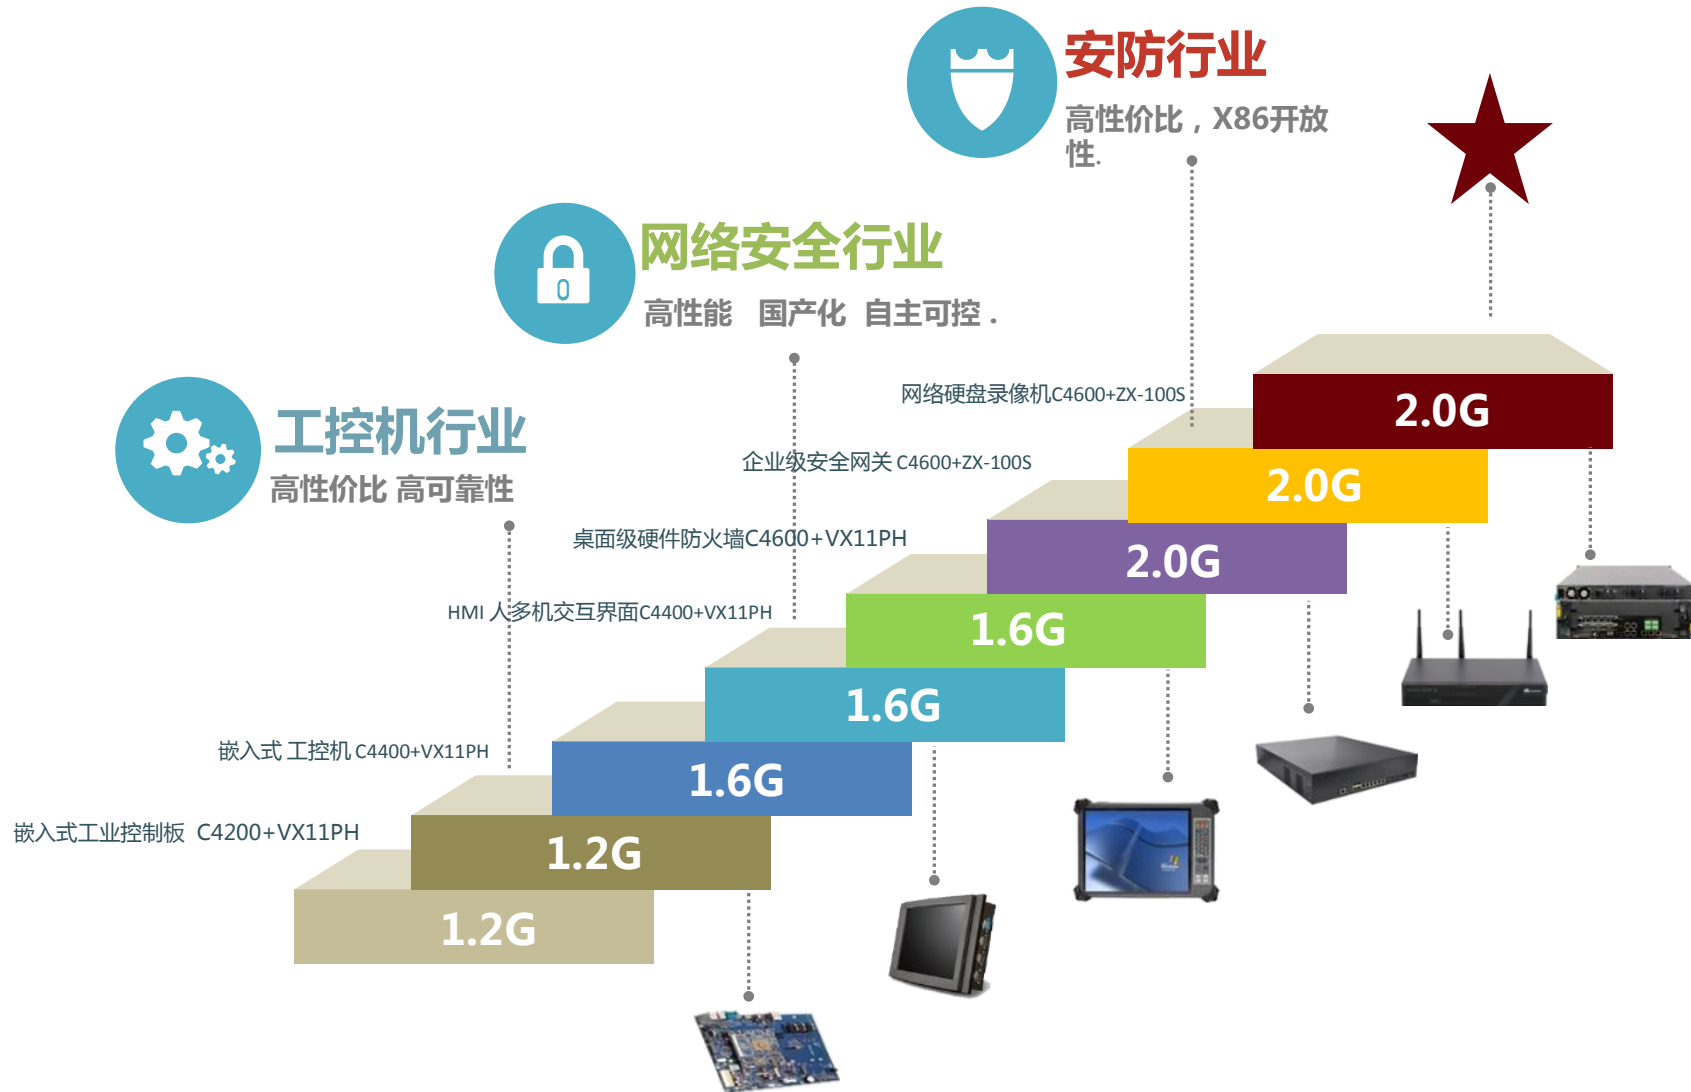 安防行业
高性价比，X86开放
性.
网络安全行业
高性能 国产化 自主可控 .
工控机行业
高性价比 高可靠性
网络硬盘录像机C4600+ZX-100S
2.0G
企业级安全网关 C4600+ZX-100S
2.0G
桌面级硬件防火墙C4600+VX11PH
2.0G
HMI 人多机交互界面C4400+VX11PH
1.6G
1.6G
嵌入式 工控机 C4400+VX11PH
1.6G
嵌入式工业控制板 C4200+VX11PH
1.2G
1.2G